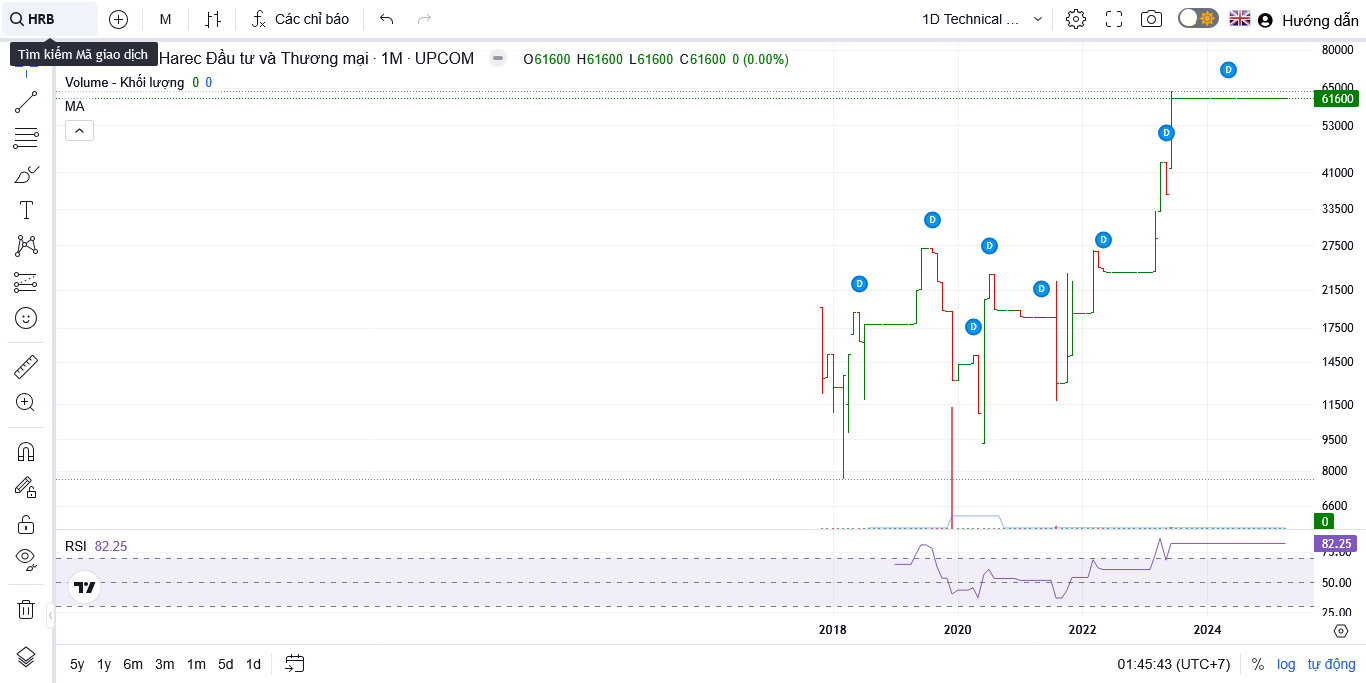 HRB
M
Các chỉ báo
1D Technical ...
Hướng dẫn
Tìm kiếm Mã giao dịch
Harec Đầu tư và Thương mại · 1M · UPCOM
O61600 H61600 L61600 C61600 0 (0.00%)
Volume - Khối lượng 0 0
MA
80000
65000
61600
53000
41000
33500
27500
21500
17500
14500
11500
9500
8000
6600
0
D
D
D
D
D
D
D
D
RSI 82.25
82.25
75.00
50.00
25.00
2018
2020
2022
2024
5y 1y 6m 3m 1m 5d 1d
01:45:43 (UTC+7)
% log tự động